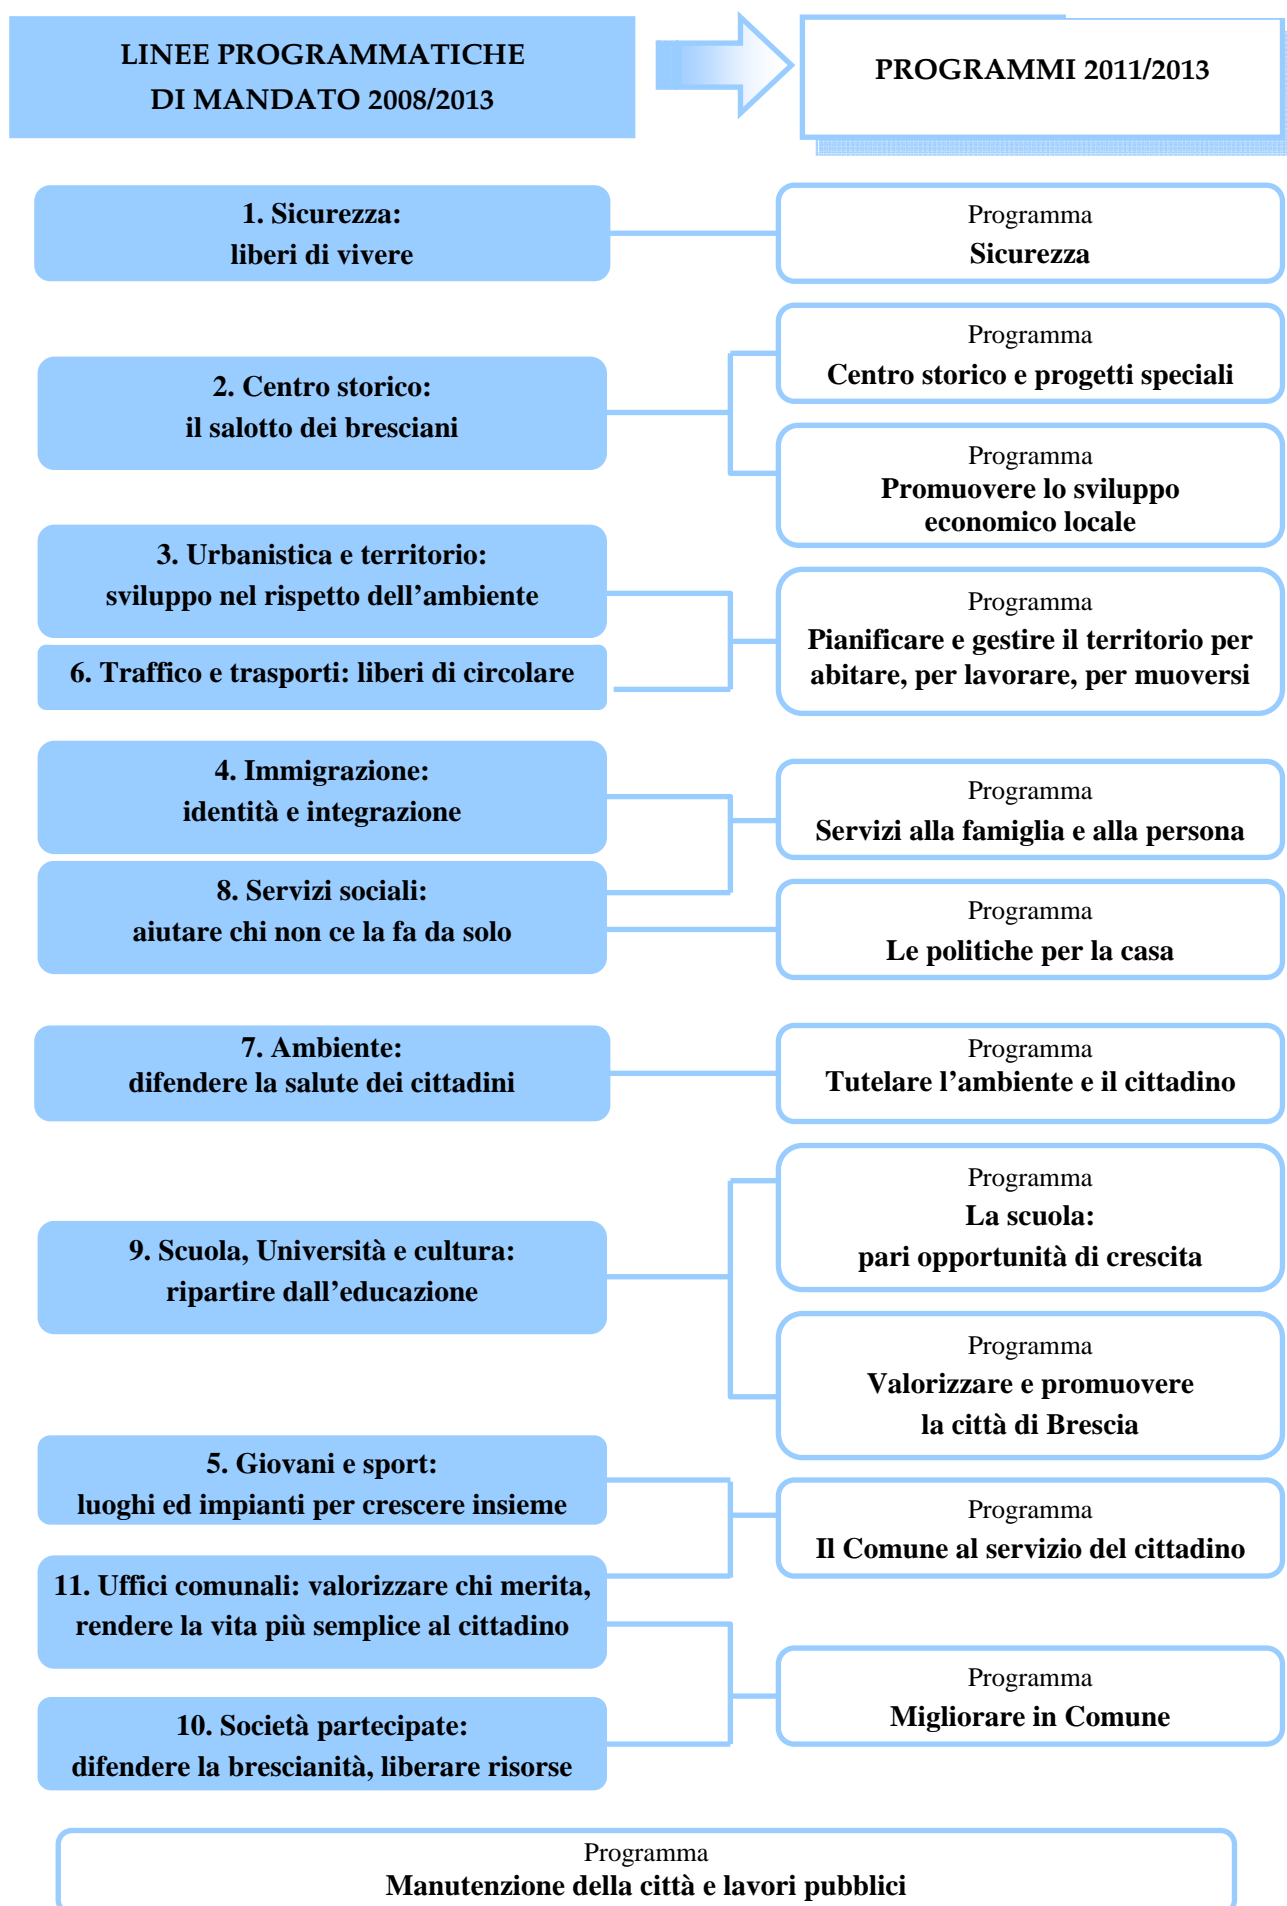 LINEE PROGRAMMATICHE
DI MANDATO 2008/2013
PROGRAMMI 2011/2013
1. Sicurezza:
liberi di vivere
Programma
Sicurezza
2. Centro storico:
il salotto dei bresciani
Programma
Centro storico e progetti speciali
Programma
Promuovere lo sviluppo
economico locale
3. Urbanistica e territorio:
sviluppo nel rispetto dell’ambiente
6. Traffico e trasporti: liberi di circolare
Programma
Pianificare e gestire il territorio per
abitare, per lavorare, per muoversi
4. Immigrazione:
identità e integrazione
8. Servizi sociali:
aiutare chi non ce la fa da solo
Programma
Servizi alla famiglia e alla persona
Programma
Le politiche per la casa
7. Ambiente:
difendere la salute dei cittadini
Programma
Tutelare l’ambiente e il cittadino
9. Scuola, Università e cultura:
ripartire dall’educazione
Programma
La scuola:
pari opportunità di crescita
Programma
Valorizzare e promuovere
la città di Brescia
5. Giovani e sport:
luoghi ed impianti per crescere insieme
11. Uffici comunali: valorizzare chi merita,
rendere la vita più semplice al cittadino
Programma
Il Comune al servizio del cittadino
10. Società partecipate:
difendere la brescianità, liberare risorse
Programma
Migliorare in Comune
Programma
Manutenzione della città e lavori pubblici